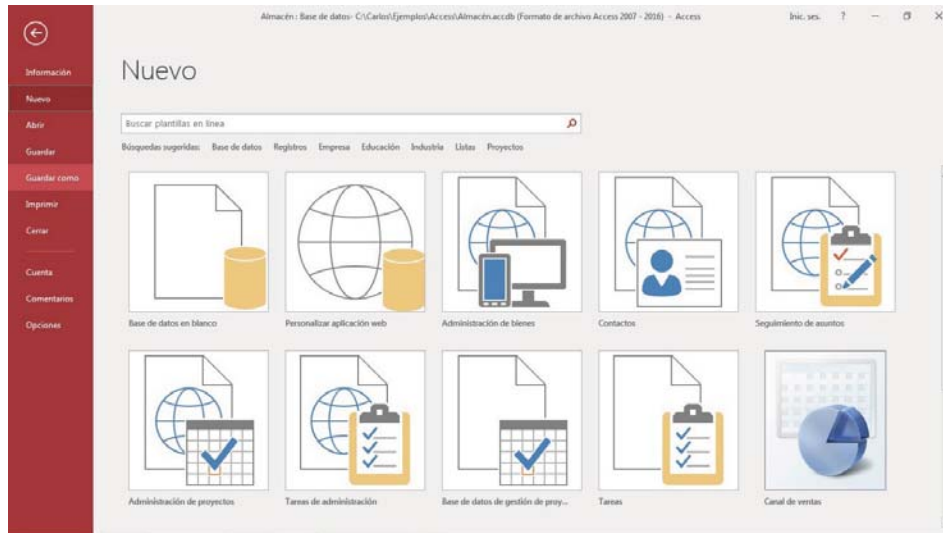 Almacén : Base de datos- C:\Carlos\Ejemplos\Access\Almacén.accdb (Formato de archivo Access 2007 - 2016) - Access
Inic. ses. ?
Información
Nuevo
Abrir
Guardar
Guardar como
Imprimir
Cerrar
Cuenta
Comentarios
Opciones
Nuevo
Buscar plantillas en línea
Búsquedas sugeridas: Base de datos Registros Empresa Educación Industria Listas Proyectos
Base de datos en blanco
Personalizar aplicación web
Administración de bienes
Contactos
Seguimiento de asuntos
Administración de proyectos
Tareas de administración
Base de datos de gestión de proy...
Tareas
Canal de ventas